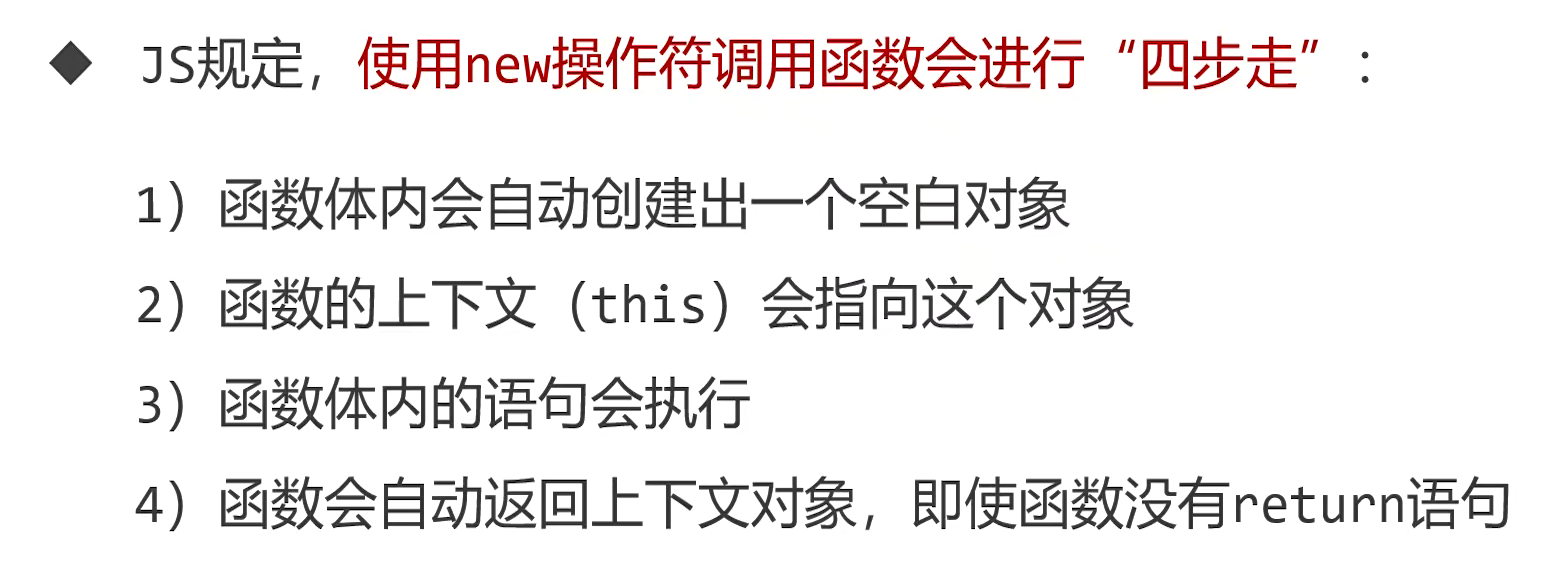 ◆ JS规定，使用new操作符调用函数会进行“四步走”：
1）函数体内会自动创建出一个空白对象
2）函数的上下文（this）会指向这个对象
3）函数体内的语句会执行
4）函数会自动返回上下文对象，即使函数没有return语句